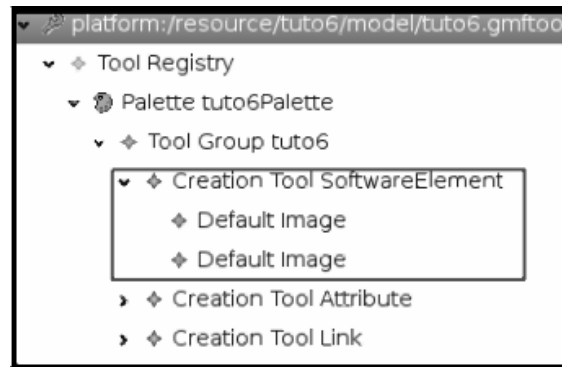 platform:/resource/tuto6/model/tuto6.gmftoo
Tool Registry
Palette tuto6Palette
Tool Group tuto6
Creation Tool SoftwareElement
Default Image
Default Image
Creation Tool Attribute
Creation Tool Link